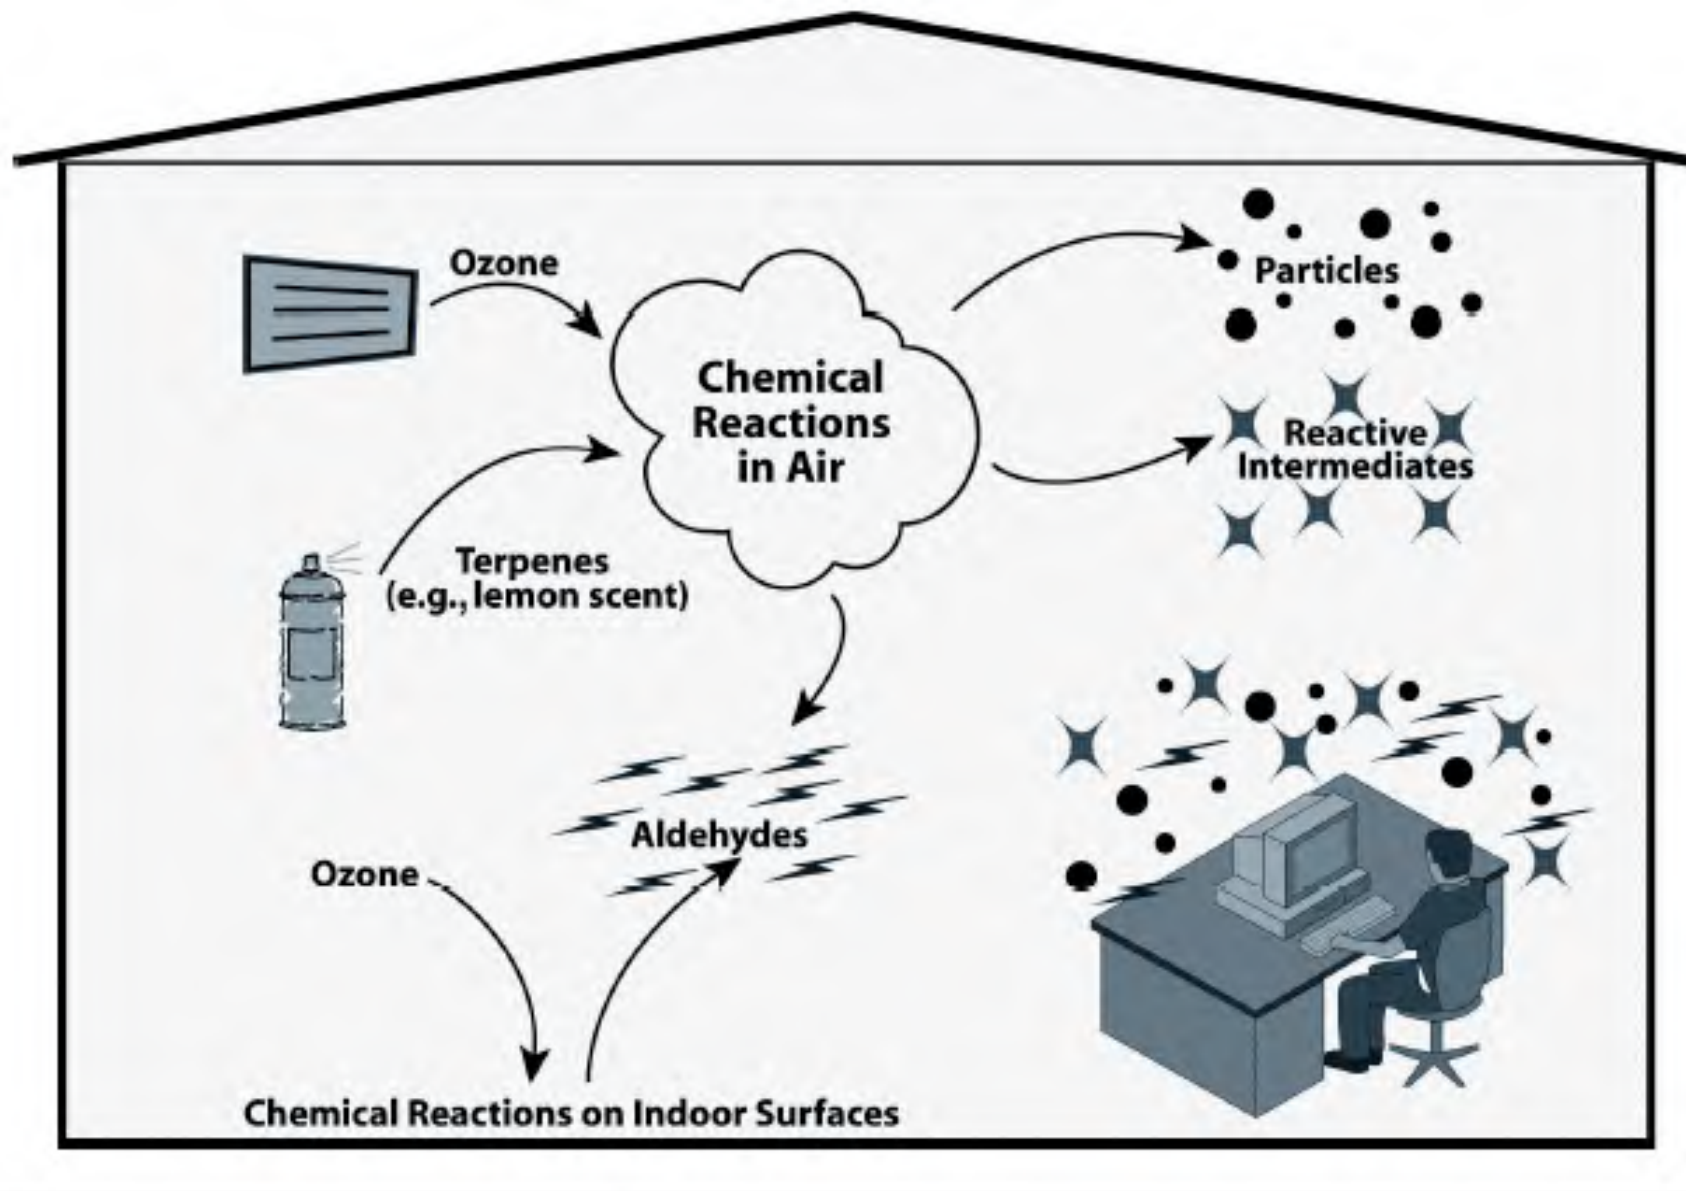 Ozone
Particles
Chemical
Reactions
in Air
Reactive
Intermediates
Terpenes
(e.g., lemon scent)
Aldehydes
Ozone
Chemical Reactions on Indoor Surfaces